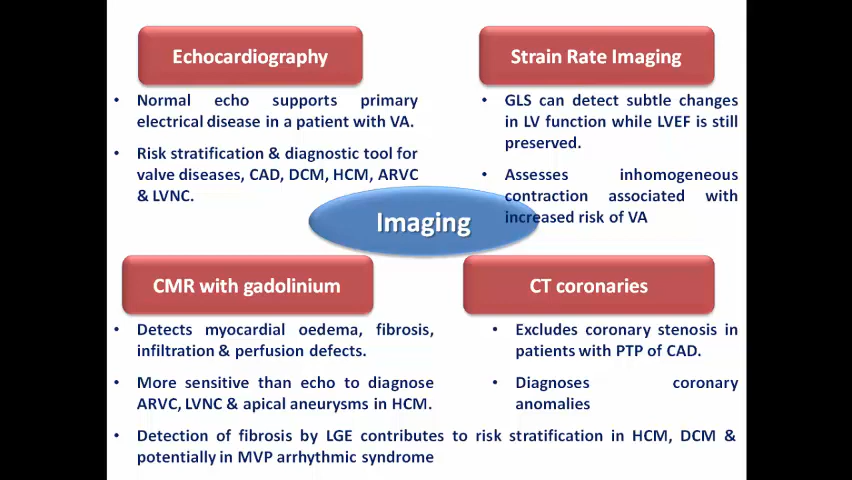 Echocardiography
• Normal echo supports primary
electrical disease in a patient with VA.
• Risk stratification & diagnostic tool for
valve diseases, CAD, DCM, HCM, ARVC
& LVNC.
Strain Rate Imaging
• GLS can detect subtle changes
in LV function while LVEF is still
preserved.
• Assesses inhomogeneous
contraction associated with
increased risk of VA
Imaging
CMR with gadolinium
• Detects myocardial oedema, fibrosis,
infiltration & perfusion defects.
• More sensitive than echo to diagnose
ARVC, LVNC & apical aneurysms in HCM.
• Detection of fibrosis by LGE contributes to risk stratification in HCM, DCM &
potentially in MVP arrhythmic syndrome
CT coronaries
• Excludes coronary stenosis in
patients with PTP of CAD.
• Diagnoses coronary
anomalies